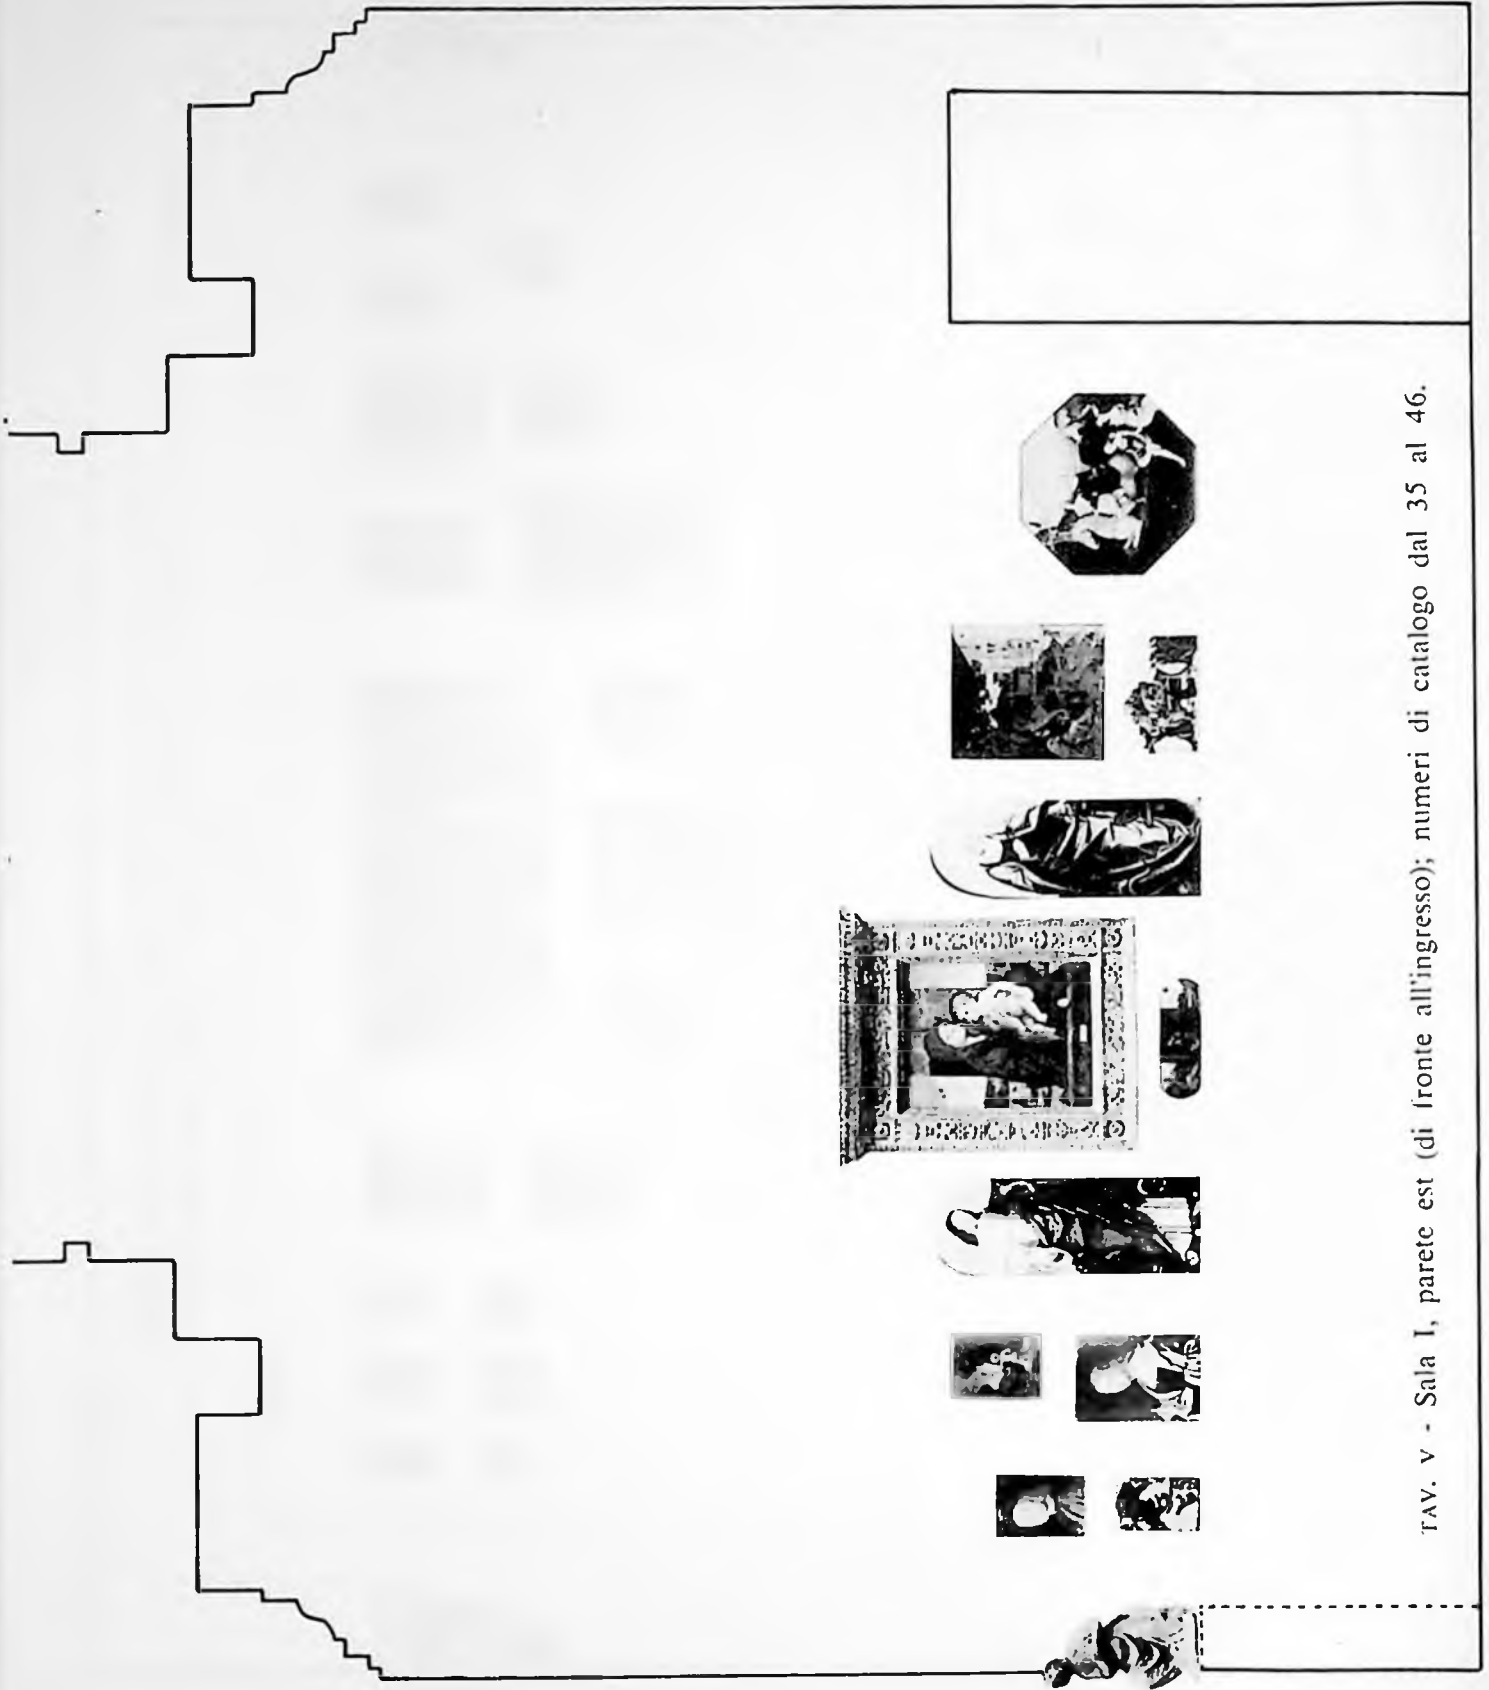 TAV. V - Sala I, parete est (di fronte all'ingresso); numeri di catalogo dal 35 al 46.